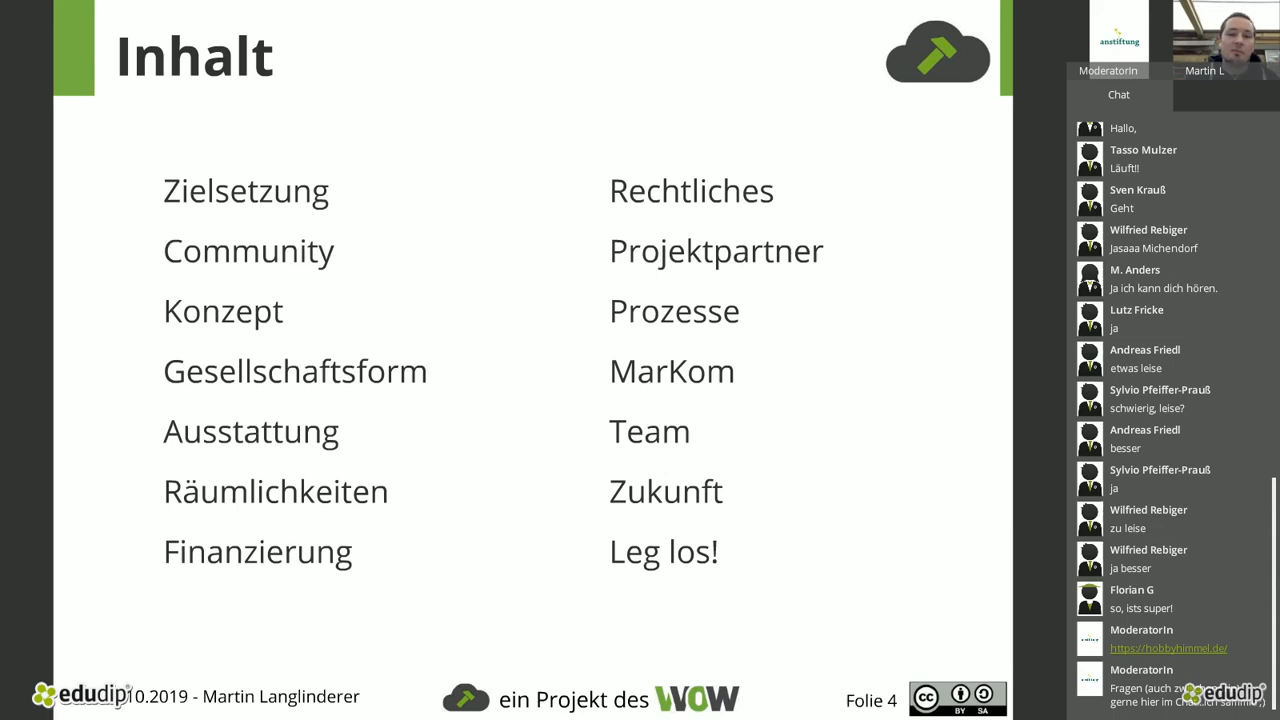 Inhalt
Zielsetzung
Community
Konzept
Gesellschaftsform
Ausstattung
Räumlichkeiten
Finanzierung
Rechtliches
Projektpartner
Prozesse
MarKom
Team
Zukunft
Leg los!
edudip
10.2019 - Martin Langlinderer
ein Projekt des WOW
Folie 4
CC BY SA
anstiftung
ModeratorIn
Martin L
Chat
Hallo,
Tasso Mulzer
Läuft!!
Sven Krauß
Geht
Wilfried Rebiger
Jasaaa Michendorf
M. Anders
Ja ich kann dich hören.
Lutz Fricke
ja
Andreas Friedl
etwas leise
Sylvio Pfeiffer-Prauß
schwierig, leise?
Andreas Friedl
besser
Sylvio Pfeiffer-Prauß
ja
Wilfried Rebiger
zu leise
Wilfried Rebiger
ja besser
Florian G
so, ists super!
ModeratorIn
https://hobbyhimmel.de/
ModeratorIn
Fragen (auch
gerne hier im
edudip